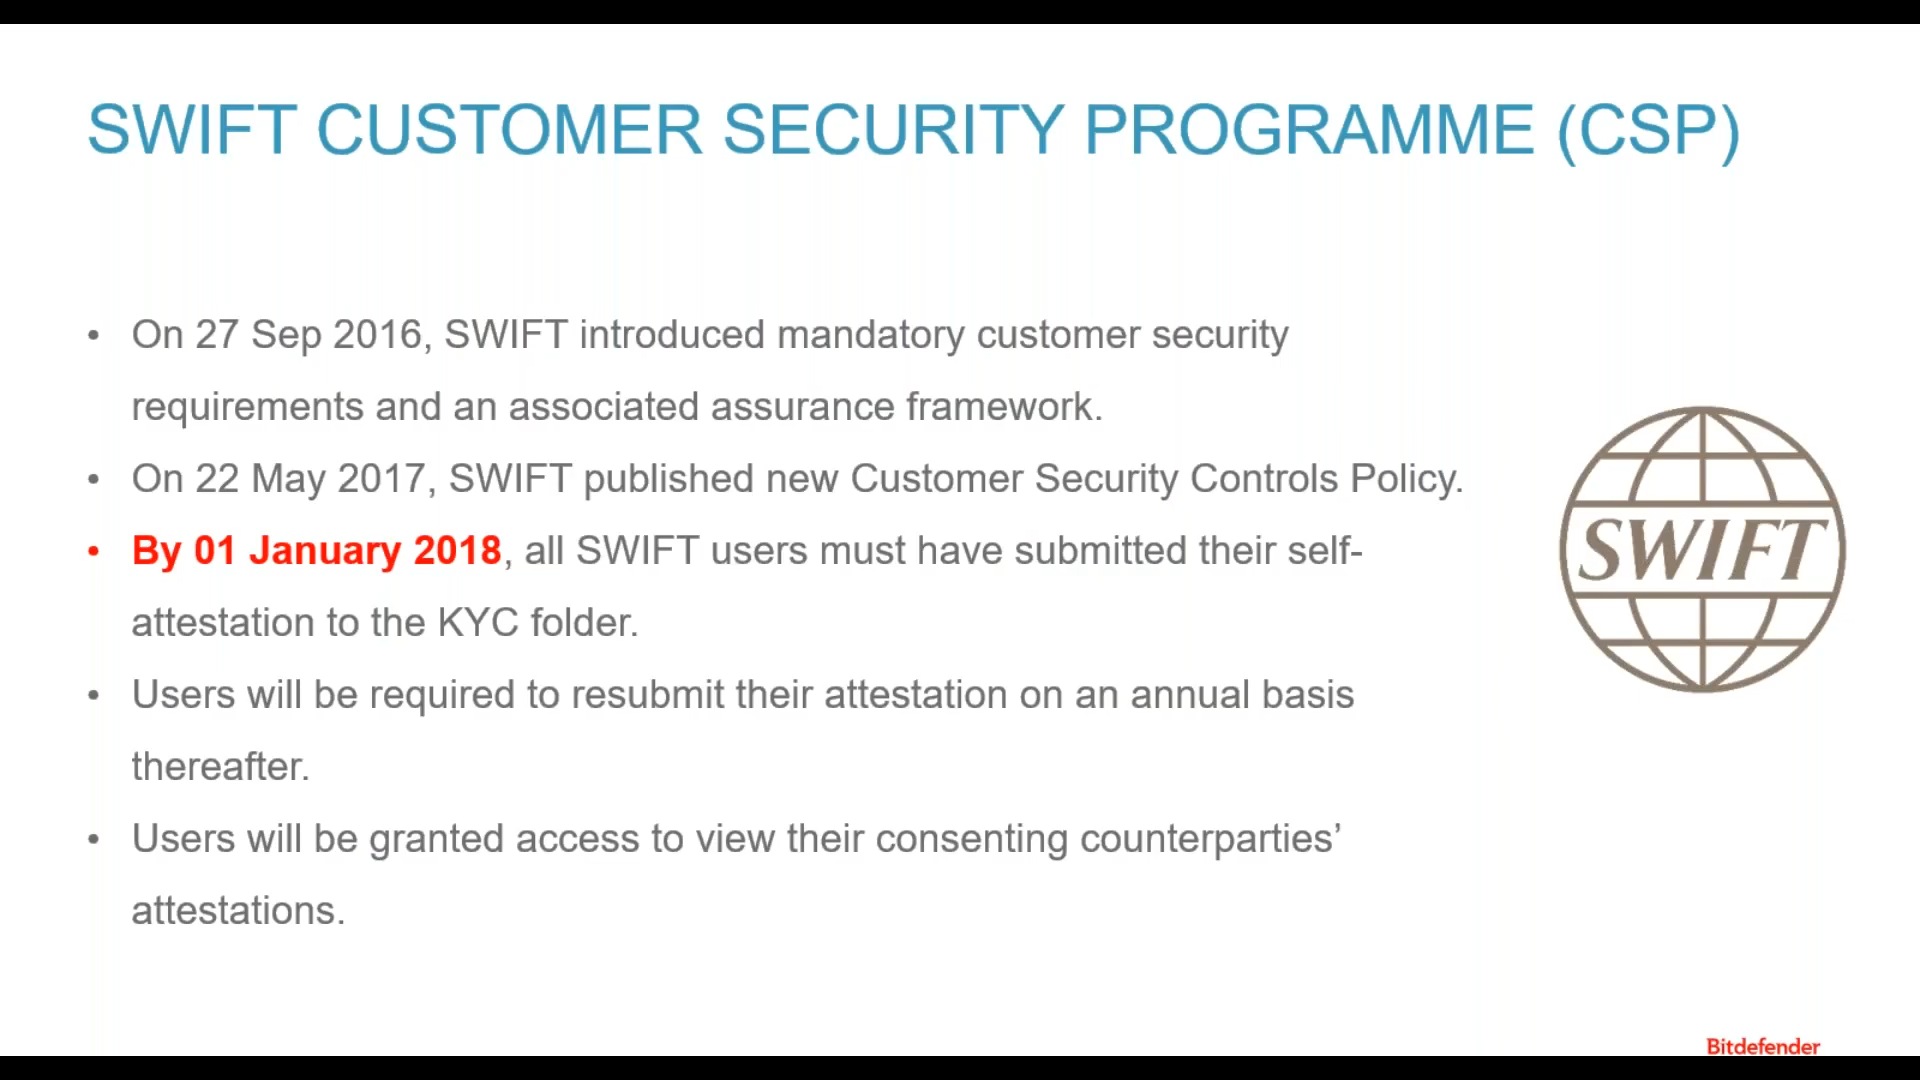 SWIFT CUSTOMER SECURITY PROGRAMME (CSP)
• On 27 Sep 2016, SWIFT introduced mandatory customer security
requirements and an associated assurance framework.
• On 22 May 2017, SWIFT published new Customer Security Controls Policy.
• By 01 January 2018, all SWIFT users must have submitted their self-
attestation to the KYC folder.
• Users will be required to resubmit their attestation on an annual basis
thereafter.
• Users will be granted access to view their consenting counterparties’
attestations.
SWIFT
Bitdefender